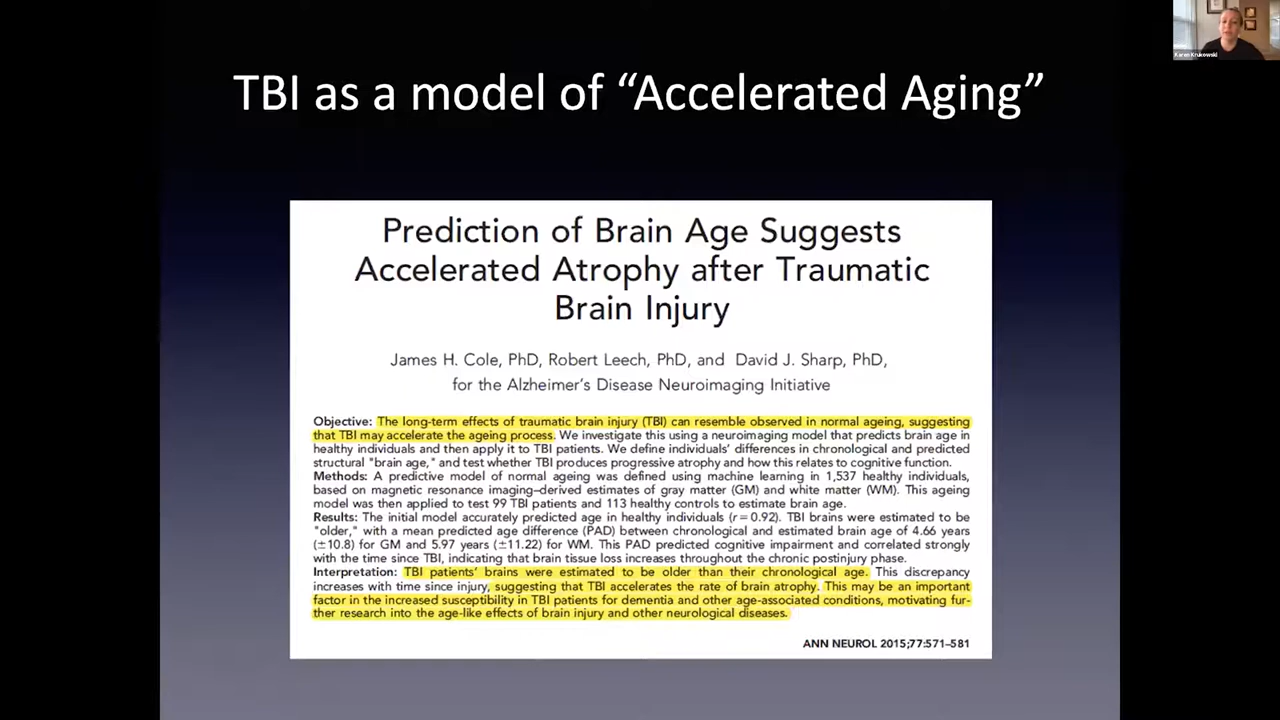 Karen Krukowski
TBI as a model of “Accelerated Aging”
Prediction of Brain Age Suggests
Accelerated Atrophy after Traumatic
Brain Injury
James H. Cole, PhD, Robert Leech, PhD, and David J. Sharp, PhD,
for the Alzheimer’s Disease Neuroimaging Initiative
Objective: The long-term effects of traumatic brain injury (TBI) can resemble observed in normal ageing, suggesting
that TBI may accelerate the ageing process. We investigate this using a neuroimaging model that predicts brain age in
healthy individuals and then apply it to TBI patients. We define individuals' differences in chronological and predicted
structural "brain age," and test whether TBI produces progressive atrophy and how this relates to cognitive function.
Methods: A predictive model of normal ageing was defined using machine learning in 1,537 healthy individuals,
based on magnetic resonance imaging–derived estimates of gray matter (GM) and white matter (WM). This ageing
model was then applied to test 99 TBI patients and 113 healthy controls to estimate brain age.
Results: The initial model accurately predicted age in healthy individuals (r = 0.92). TBI brains were estimated to be
"older," with a mean predicted age difference (PAD) between chronological and estimated brain age of 4.66 years
(±10.8) for GM and 5.97 years (±11.22) for WM. This PAD predicted cognitive impairment and correlated strongly
with the time since TBI, indicating that brain tissue loss increases throughout the chronic postinjury phase.
Interpretation: TBI patients' brains were estimated to be older than their chronological age. This discrepancy
increases with time since injury, suggesting that TBI accelerates the rate of brain atrophy. This may be an important
factor in the increased susceptibility in TBI patients for dementia and other age-associated conditions, motivating fur-
ther research into the age-like effects of brain injury and other neurological diseases.
ANN NEUROL 2015;77:571–581